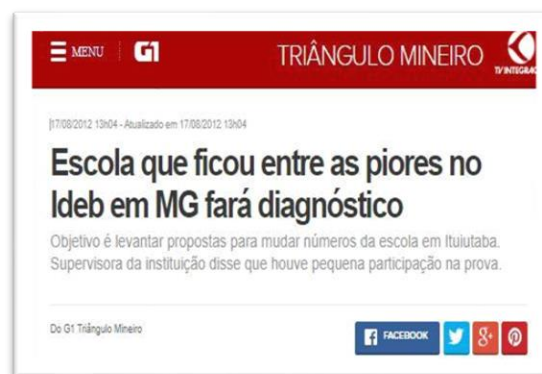 MENU G1 TRIÂNGULO MINEIRO TV INTEGRAÇÃO
17/08/2012 13h04 - Atualizado em 17/08/2012 13h04
Escola que ficou entre as piores no
Ideb em MG fará diagnóstico
Objetivo é levantar propostas para mudar números da escola em Ituiutaba.
Supervisora da instituição disse que houve pequena participação na prova.
Do G1 Triângulo Mineiro
FACEBOOK